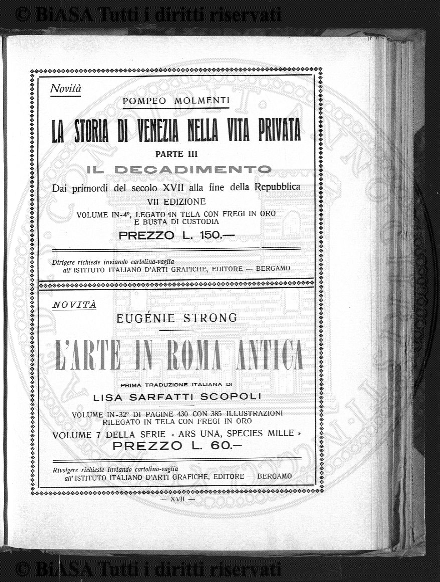 © BiASA Tutti i diritti riservati
Novità
POMPEO MOLMENTI
LA STORIA DI VENEZIA NELLA VITA PRIVATA
PARTE III
IL DECADIMENTO
Dai primordi del secolo XVII alla fine della Repubblica
VII EDIZIONE
VOLUME IN-4°, LEGATO IN TELA CON FREGI IN ORO
E BUSTA DI CUSTODIA
PREZZO L. 150.—
Dirigere richieste inviando cartolina-vaglia
all'ISTITUTO ITALIANO D'ARTI GRAFICHE, EDITORE — BERGAMO
NOVITÀ
EUGÉNIE STRONG
L'ARTE IN ROMA ANTICA
PRIMA TRADUZIONE ITALIANA DI
LISA SARFATTI SCOPOLI
VOLUME IN-32° DI PAGINE 430 CON 385 ILLUSTRAZIONI
RILEGATO IN TELA CON FREGI IN ORO
VOLUME 7 DELLA SERIE « ARS UNA, SPECIES MILLE »
PREZZO L. 60.—
Rivolgere richieste inviando cartolina-vaglia
all'ISTITUTO ITALIANO D'ARTI GRAFICHE, EDITORE — BERGAMO
— XVII —
© BiASA Tutti i diritti riservati